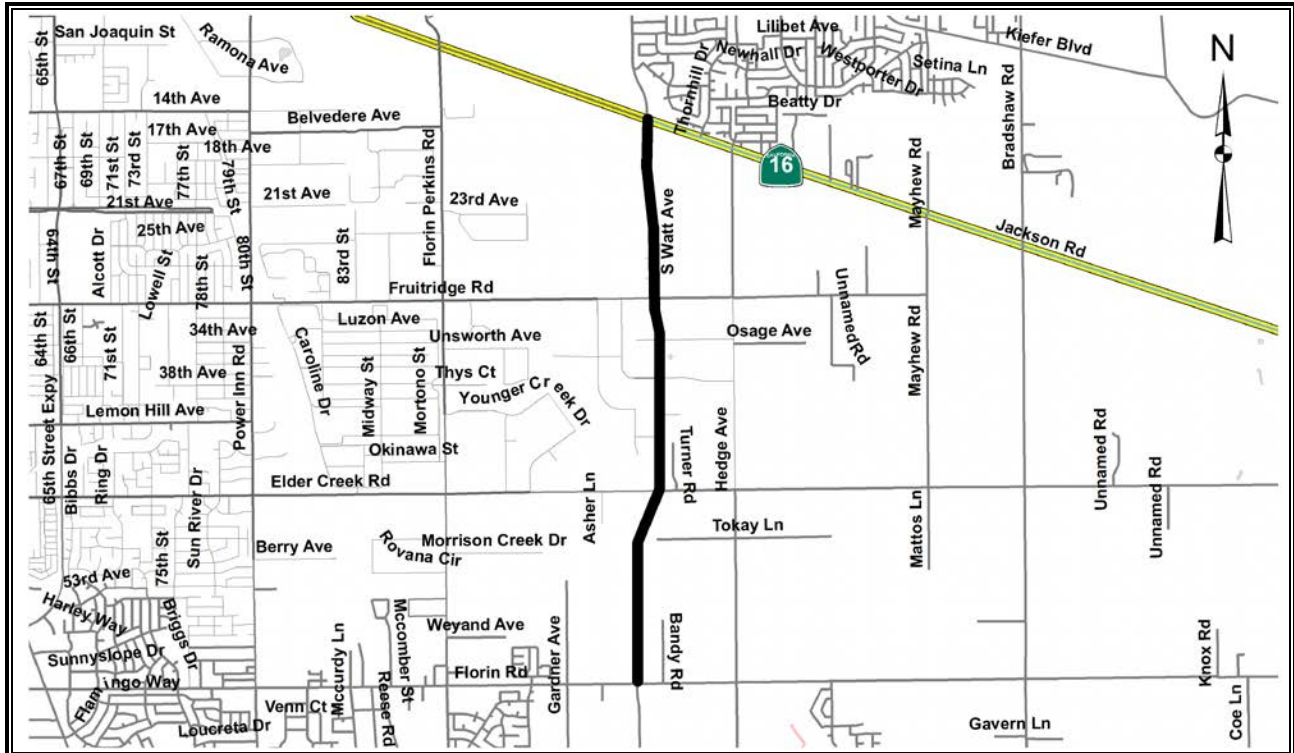 San Joaquin St
65th St
Ramona Ave
Lilibet Ave
Newhall Dr
Westporter Dr
Setina Ln
Kiefer Blvd
N
Thornhill Dr
Beatty Dr
Bradshaw Rd
14th Ave
Belvedere Ave
17th Ave
18th Ave
67th St
69th St
71st St
73rd St
77th St
79th St
Florin Perkins Rd
16
Mayhew Rd
21st Ave
21st Ave
23rd Ave
S Watt Ave
Jackson Rd
25th Ave
64th St
Alcott Dr
Lowell St
78th St
80th St
83rd St
Fruitridge Rd
Unnamed Rd
Luzon Ave
34th Ave
Unsworth Ave
Osage Ave
64th St
66th St
71st St
Power Inn Rd
Caroline Dr
Midway St
Mortono St
Mayhew Rd
38th Ave
Thys Ct
Younger Creek Dr
Lemon Hill Ave
Okinawa St
65th Street Expy
Bibbs Dr
Ring Dr
Sun River Dr
Elder Creek Rd
Asher Ln
Turner Rd
Hedge Ave
Unnamed Rd
Unnamed Rd
Tokay Ln
Mattos Ln
Berry Ave
Rovana Cir
Morrison Creek Dr
75th St
53rd Ave
Harley Way
Briggs Dr
Mccurdy Ln
Mccomber St
Weyand Ave
Gardner Ave
Bandy Rd
Knox Rd
Sunnyslope Dr
Florin Rd
Flamingo Way
Reese Rd
Venn Ct
Loucreta Dr
Gavern Ln
Coe Ln